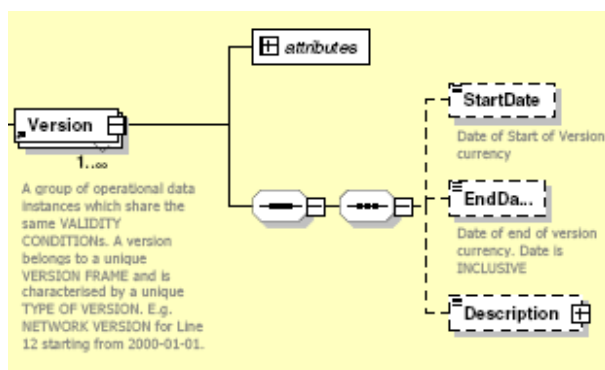 attributes
Version
1..∞
A group of operational data
instances which share the
same VALIDITY
CONDITIONs. A version
belongs to a unique
VERSION FRAME and is
characterised by a unique
TYPE OF VERSION. E.g.
NETWORK VERSION for Line
12 starting from 2000-01-01.
StartDate
Date of Start of Version
currency
EndDa...
Date of end of version
currency. Date is
INCLUSIVE
Description